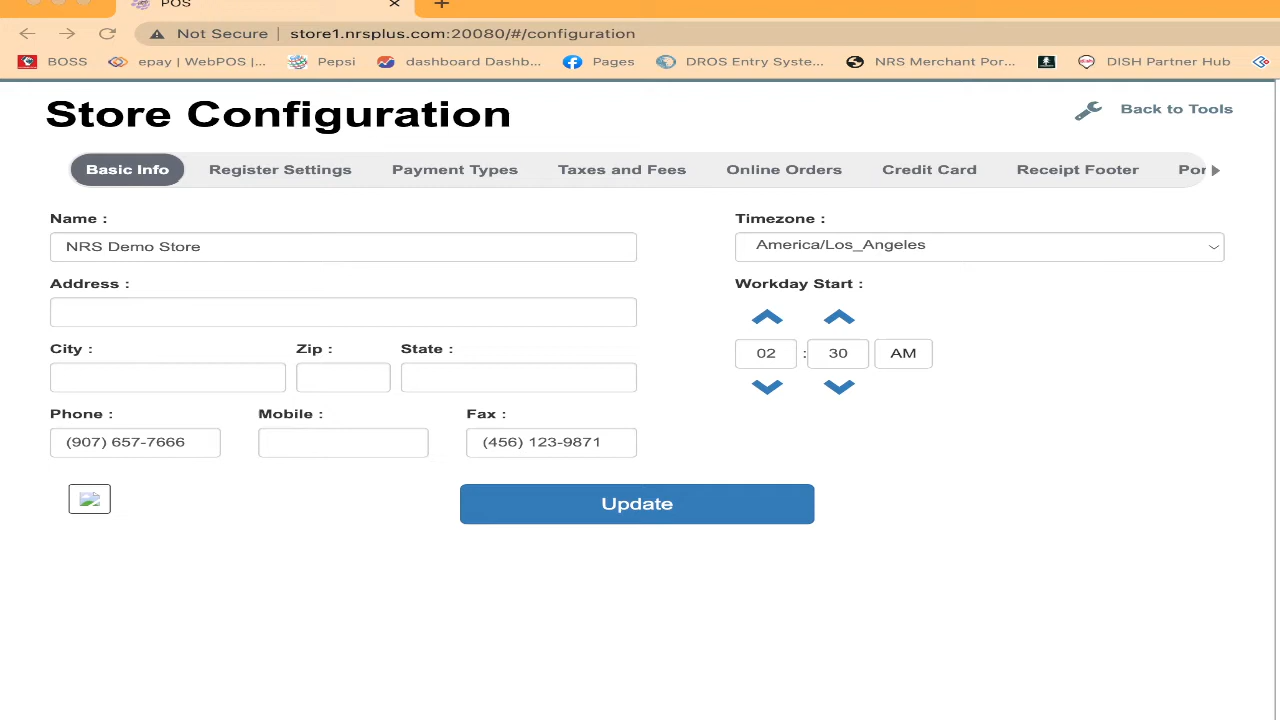 POS
Not Secure store1.nrsplus.com:20080/#/configuration
BOSS epay | WebPOS |... Pepsi dashboard Dashb... Pages DROS Entry Syste... NRS Merchant Por... DISH Partner Hub
Store Configuration
Back to Tools
Basic Info Register Settings Payment Types Taxes and Fees Online Orders Credit Card Receipt Footer
Name : Timezone :
NRS Demo Store America/Los_Angeles
Address : Workday Start :
City : Zip : State :
02 : 30 AM
Phone : Mobile : Fax :
(907) 657-7666 (456) 123-9871
Update